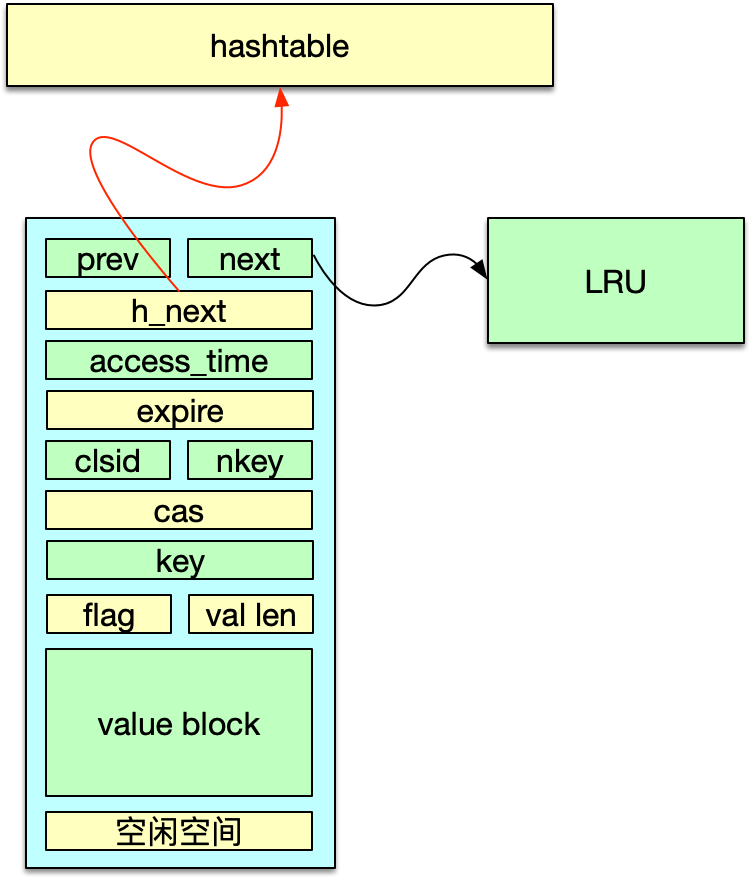 hashtable
prev
next
LRU
h_next
access_time
expire
clsid
nkey
cas
key
flag
val len
value block
空闲空间